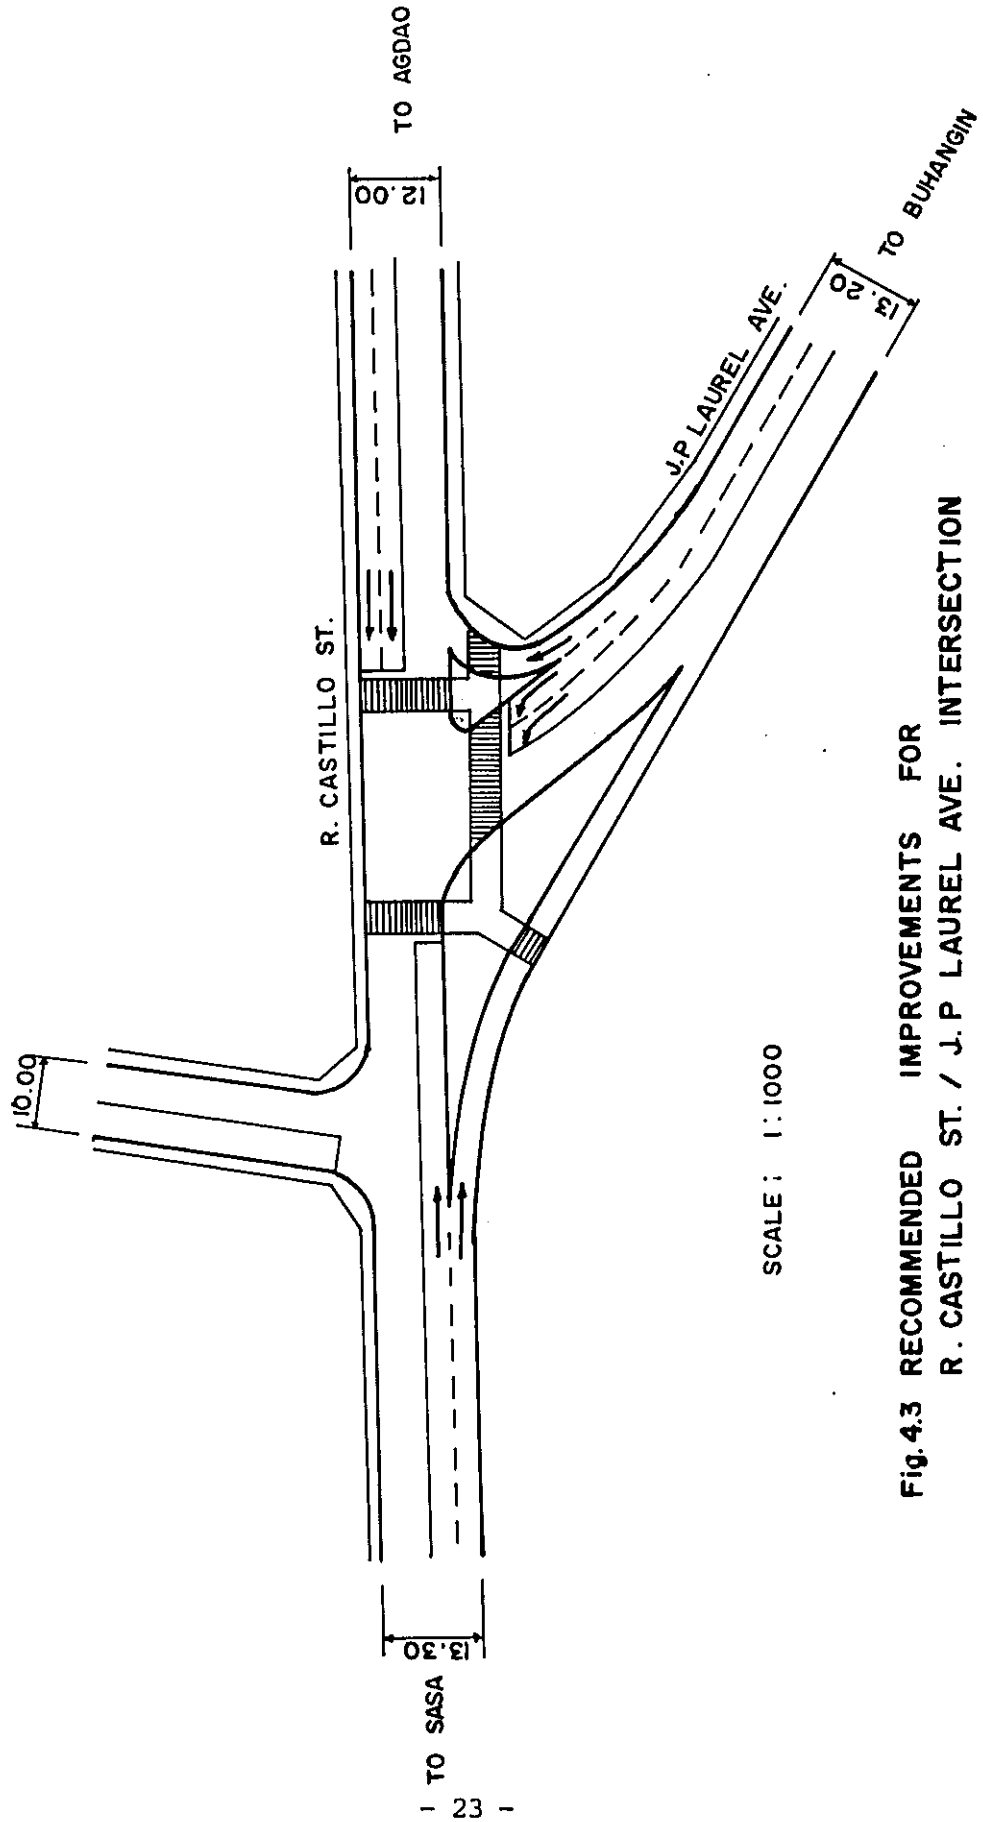 10.00
R. CASTILLO ST.
12.00
TO AGDAO
J.P LAUREL AVE.
13.20
TO BUHANGIN
13.30
TO SASA
SCALE: 1:1000
Fig. 4.3 RECOMMENDED IMPROVEMENTS FOR
R. CASTILLO ST. / J.P LAUREL AVE. INTERSECTION
- 23 -